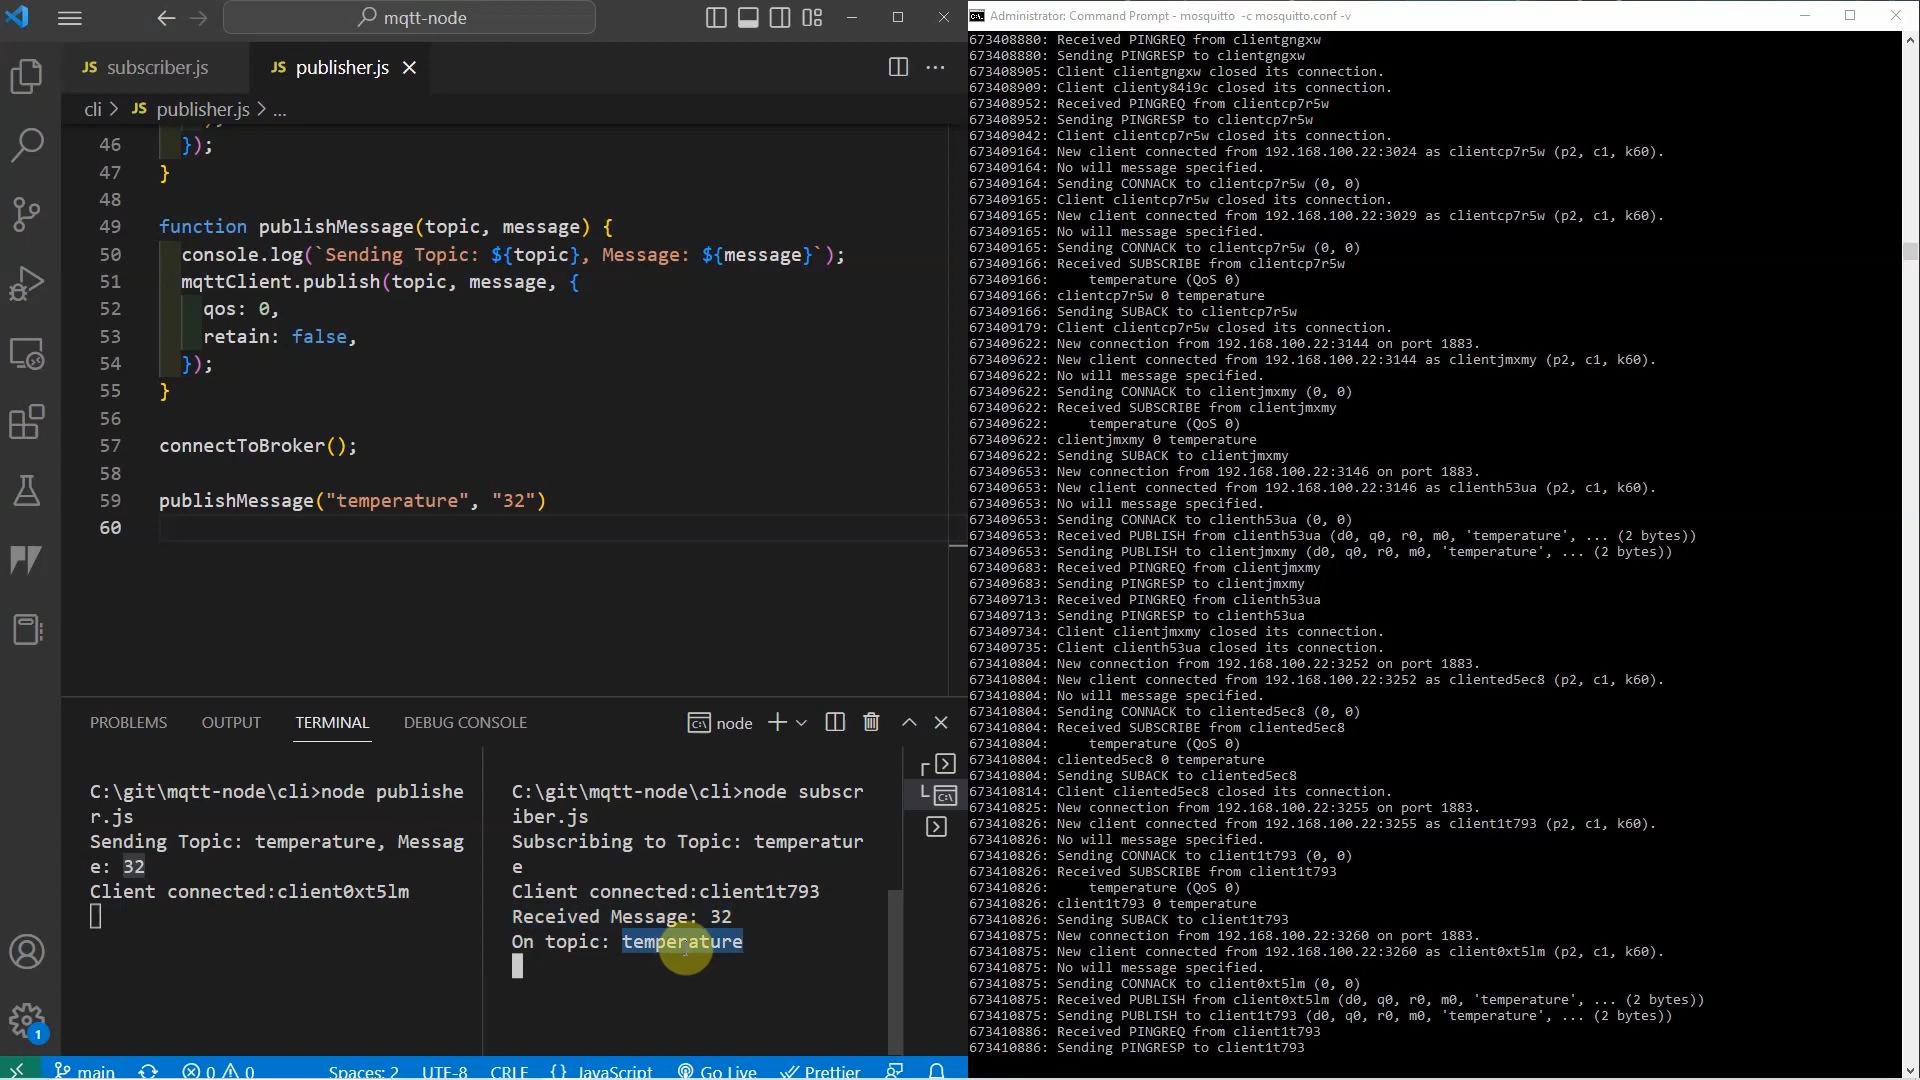 mqtt-node
JS subscriber.js
JS publisher.js
cli > JS publisher.js > ...
46 });
47 }
48
49 function publishMessage(topic, message) {
50 console.log(`Sending Topic: ${topic}, Message: ${message}`);
51 mqttClient.publish(topic, message, {
52 qos: 0,
53 retain: false,
54 });
55 }
56
57 connectToBroker();
58
59 publishMessage("temperature", "32")
60
PROBLEMS OUTPUT TERMINAL DEBUG CONSOLE
node
C:\git\mqtt-node\cli>node publishe
r.js
Sending Topic: temperature, Messag
e: 32
Client connected:client0xt5lm
C:\git\mqtt-node\cli>node subscr
iber.js
Subscribing to Topic: temperatur
e
Client connected:client1t793
Received Message: 32
On topic: temperature
1
main 0 0 Spaces: 2 UTF-8 CRLF {} JavaScript Go Live Prettier
Administrator: Command Prompt - mosquitto -c mosquitto.conf -v
673408880: Received PINGREQ from clientgngxw
673408880: Sending PINGRESP to clientgngxw
673408905: Client clientgngxw closed its connection.
673408909: Client clienty84i9c closed its connection.
673408952: Received PINGREQ from clientcp7r5w
673408952: Sending PINGRESP to clientcp7r5w
673409042: Client clientcp7r5w closed its connection.
673409164: New client connected from 192.168.100.22:3024 as clientcp7r5w (p2, c1, k60).
673409164: No will message specified.
673409164: Sending CONNACK to clientcp7r5w (0, 0)
673409165: Client clientcp7r5w closed its connection.
673409165: New client connected from 192.168.100.22:3029 as clientcp7r5w (p2, c1, k60).
673409165: No will message specified.
673409165: Sending CONNACK to clientcp7r5w (0, 0)
673409166: Received SUBSCRIBE from clientcp7r5w
673409166: temperature (QoS 0)
673409166: clientcp7r5w 0 temperature
673409166: Sending SUBACK to clientcp7r5w
673409179: Client clientcp7r5w closed its connection.
673409622: New connection from 192.168.100.22:3144 on port 1883.
673409622: New client connected from 192.168.100.22:3144 as clientjmxmy (p2, c1, k60).
673409622: No will message specified.
673409622: Sending CONNACK to clientjmxmy (0, 0)
673409622: Received SUBSCRIBE from clientjmxmy
673409622: temperature (QoS 0)
673409622: clientjmxmy 0 temperature
673409622: Sending SUBACK to clientjmxmy
673409653: New connection from 192.168.100.22:3146 on port 1883.
673409653: New client connected from 192.168.100.22:3146 as clienth53ua (p2, c1, k60).
673409653: No will message specified.
673409653: Sending CONNACK to clienth53ua (0, 0)
673409653: Received PUBLISH from clienth53ua (d0, q0, r0, m0, 'temperature', ... (2 bytes))
673409653: Sending PUBLISH to clientjmxmy (d0, q0, r0, m0, 'temperature', ... (2 bytes))
673409683: Received PINGREQ from clientjmxmy
673409683: Sending PINGRESP to clientjmxmy
673409713: Received PINGREQ from clienth53ua
673409713: Sending PINGRESP to clienth53ua
673409734: Client clientjmxmy closed its connection.
673409735: Client clienth53ua closed its connection.
673410804: New connection from 192.168.100.22:3252 on port 1883.
673410804: New client connected from 192.168.100.22:3252 as cliented5ec8 (p2, c1, k60).
673410804: No will message specified.
673410804: Sending CONNACK to cliented5ec8 (0, 0)
673410804: Received SUBSCRIBE from cliented5ec8
673410804: temperature (QoS 0)
673410804: cliented5ec8 0 temperature
673410804: Sending SUBACK to cliented5ec8
673410814: Client cliented5ec8 closed its connection.
673410825: New connection from 192.168.100.22:3255 on port 1883.
673410826: New client connected from 192.168.100.22:3255 as client1t793 (p2, c1, k60).
673410826: No will message specified.
673410826: Sending CONNACK to client1t793 (0, 0)
673410826: Received SUBSCRIBE from client1t793
673410826: temperature (QoS 0)
673410826: client1t793 0 temperature
673410826: Sending SUBACK to client1t793
673410875: New connection from 192.168.100.22:3260 on port 1883.
673410875: New client connected from 192.168.100.22:3260 as client0xt5lm (p2, c1, k60).
673410875: No will message specified.
673410875: Sending CONNACK to client0xt5lm (0, 0)
673410875: Received PUBLISH from client0xt5lm (d0, q0, r0, m0, 'temperature', ... (2 bytes))
673410875: Sending PUBLISH to client1t793 (d0, q0, r0, m0, 'temperature', ... (2 bytes))
673410886: Received PINGREQ from client1t793
673410886: Sending PINGRESP to client1t793